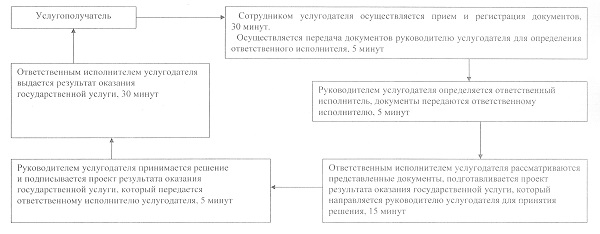 Услугополучатель
Сотрудником услугодателя осуществляется прием и регистрация документов,
30 минут.
Осуществляется передача документов руководителю услугодателя для определения
ответственного исполнителя, 5 минут
Руководителем услугодателя определяется ответственный
исполнитель, документы передаются ответственному
исполнителю, 5 минут
Ответственным исполнителем услугодателя рассматриваются
представленные документы, подготавливается проект
результата оказания государственной услуги, который
направляется руководителю услугодателя для принятия
решения, 15 минут
Руководителем услугодателя принимается решение
и подписывается проект результата оказания
государственной услуги, который передается
ответственному исполнителю услугодателя, 5 минут
Ответственным исполнителем услугодателя
выдается результат оказания
государственной услуги, 30 минут